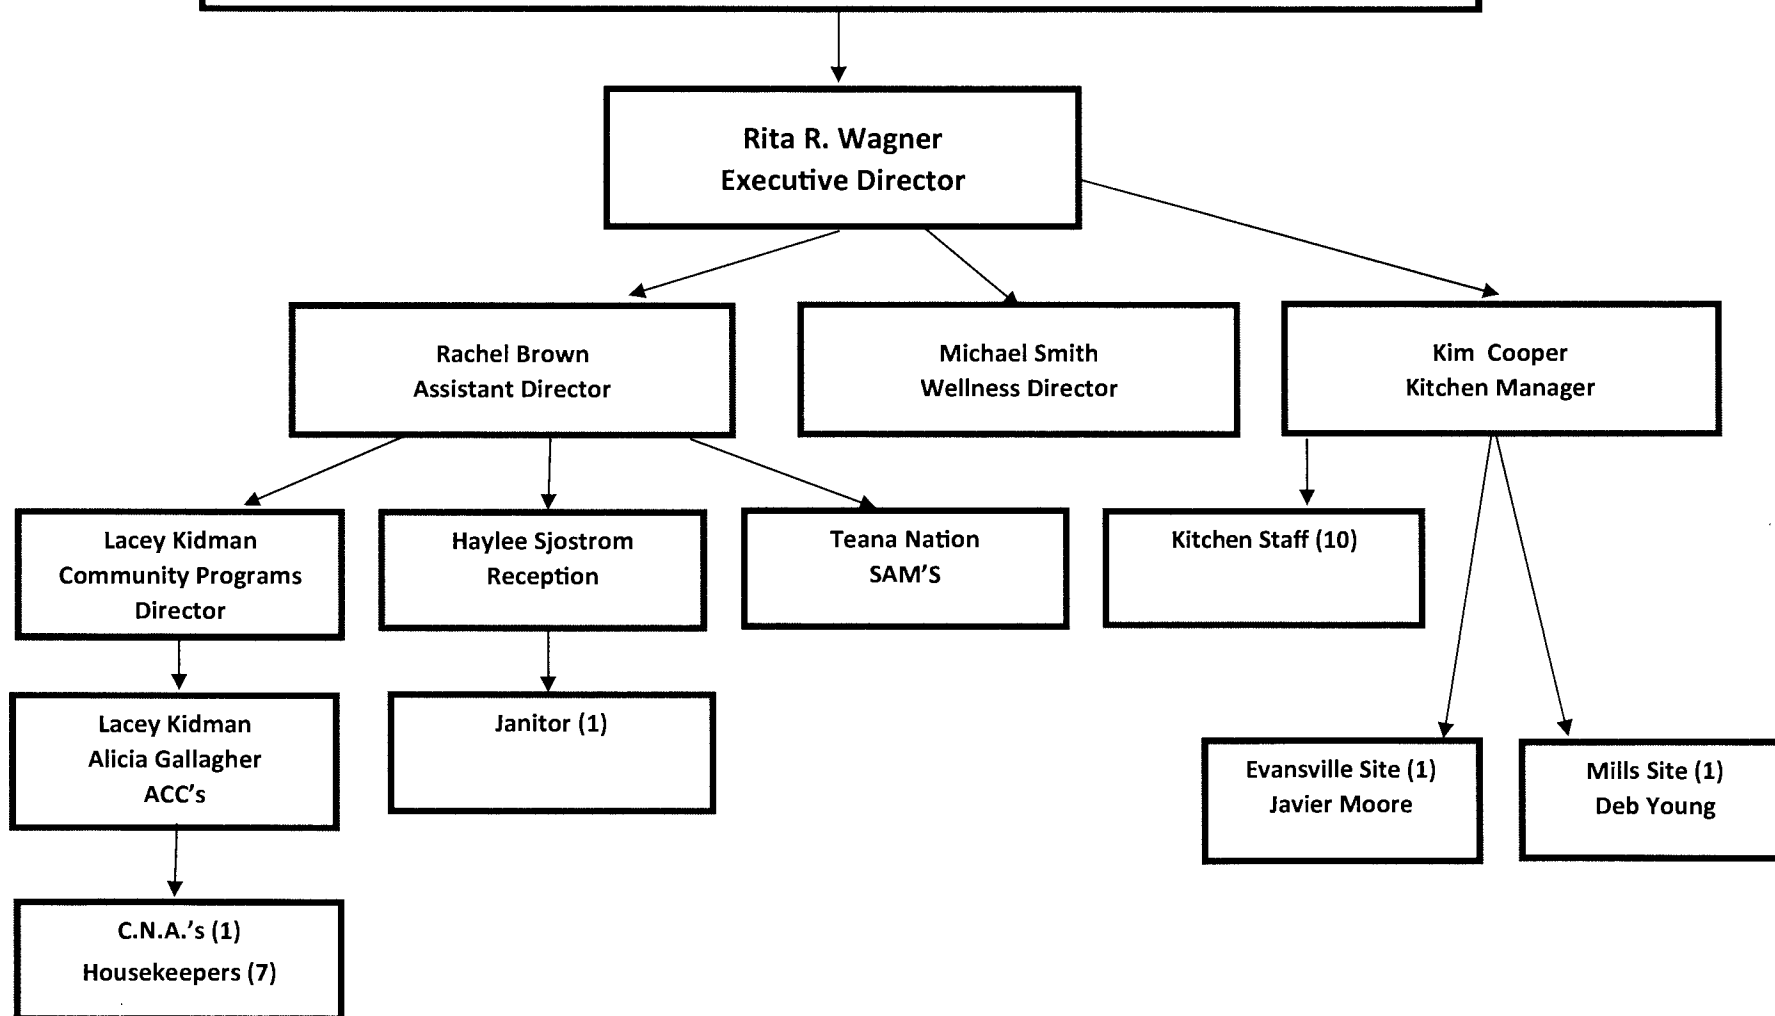 Rita R. Wagner
Executive Director
Rachel Brown
Assistant Director
Michael Smith
Wellness Director
Kim Cooper
Kitchen Manager
Lacey Kidman
Community Programs
Director
Haylee Sjostrom
Reception
Teana Nation
SAM’S
Kitchen Staff (10)
Lacey Kidman
Alicia Gallagher
ACC’s
Janitor (1)
Evansville Site (1)
Javier Moore
Mills Site (1)
Deb Young
C.N.A.’s (1)
Housekeepers (7)